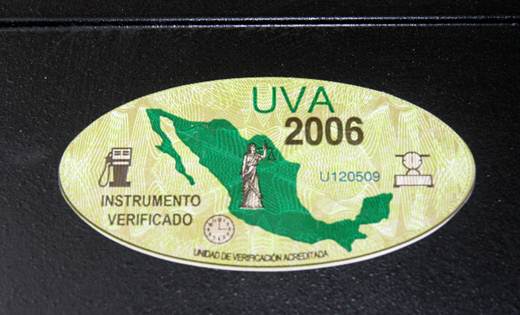 UVA
2006
U120509
INSTRUMENTO
VERIFICADO
UNIDAD DE VERIFICACIÓN ACREDITADA